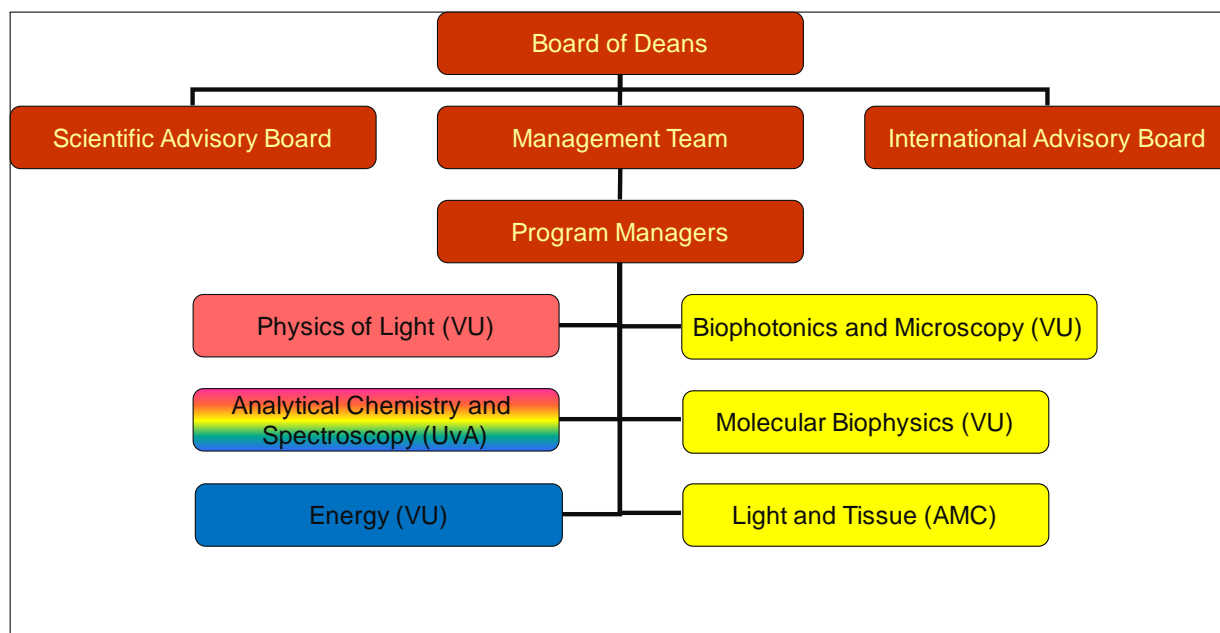 Board of Deans
Scientific Advisory Board
Management Team
International Advisory Board
Program Managers
Physics of Light (VU)
Biophotonics and Microscopy (VU)
Analytical Chemistry and
Spectroscopy (UvA)
Molecular Biophysics (VU)
Energy (VU)
Light and Tissue (AMC)